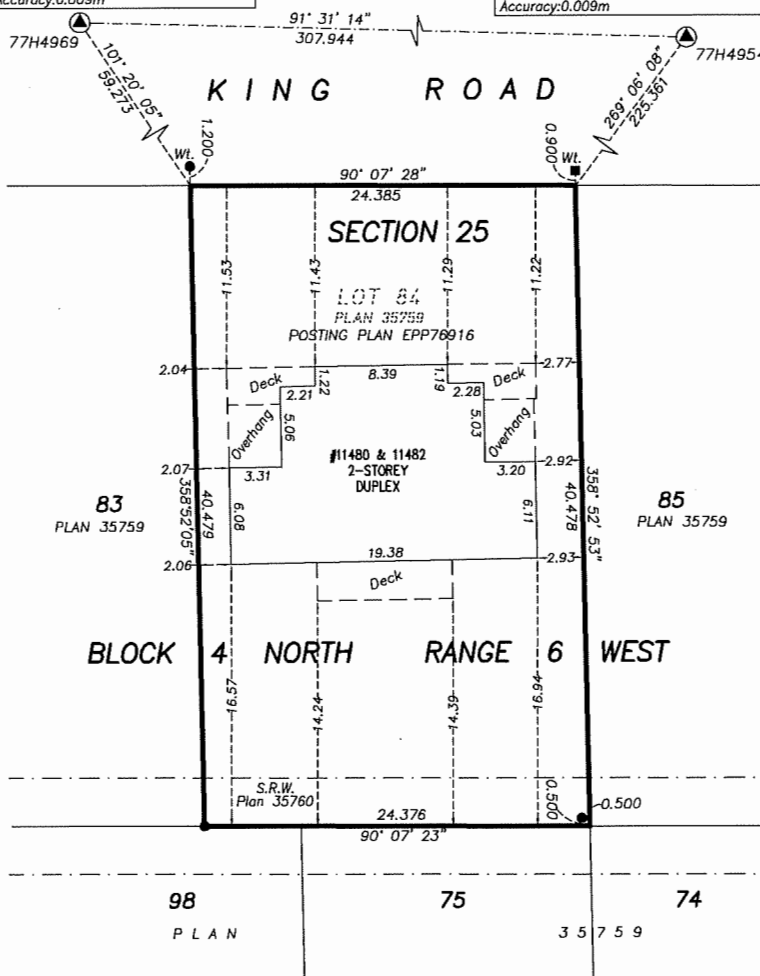 Accuracy:0.009m
91° 31' 14"
307.944
77H4969
77H4954
101° 20' 05"
59.273
269° 06' 08"
225.361
KING ROAD
1.200
0.900
Wt.
Wt.
90° 07' 28"
24.385
SECTION 25
11.53
11.43
11.29
11.22
LOT 84
PLAN 35759
POSTING PLAN EPP76916
2.04
8.39
2.77
Deck
1.22
1.19
Deck
2.21
2.28
Overhang
5.06
5.03
Overhang
#11480 & 11482
2-STOREY
DUPLEX
2.07
3.31
3.20
2.92
83
PLAN 35759
358°52'05"
40.479
6.08
6.11
40.478
358° 52' 53"
85
PLAN 35759
2.06
19.38
2.93
Deck
BLOCK 4 NORTH RANGE 6 WEST
16.57
14.24
14.39
16.94
S.R.W.
Plan 35760
24.376
0.500
0.500
90° 07' 23"
98
75
74
PLAN 35759